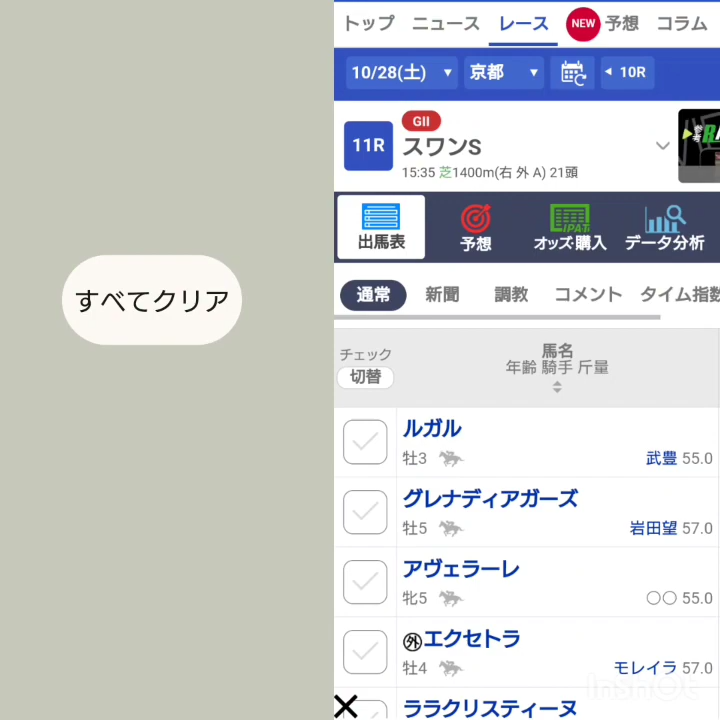 すべてクリア
トップ ニュース レース NEW 予想 コラム
10/28(土) ▼ 京都 ▼ ◀ 10R
11R
GII
スワンS
15:35 芝1400m(右 外 A) 21頭
出馬表 予想 オッズ購入 データ分析
IPAT
通常 新聞 調教 コメント タイム指数
チェック
切替
馬名
年齢 騎手 斤量
ルガル
牡3 武豊 55.0
グレナディアガーズ
牡5 岩田望 57.0
アヴェラーレ
牝5 〇〇 55.0
外エクセトラ
牡4 モレイラ 57.0
InShOt
ララクリスティーヌ